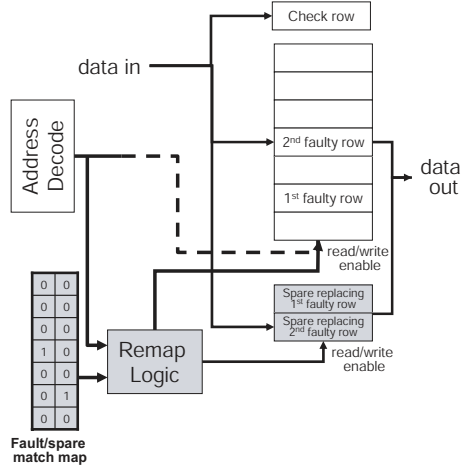 Check row
data in
2nd faulty row
data
out
Address
Decode
1st faulty row
read/write
enable
0 0
0 0
0 0
1 0
0 0
0 1
0 0
Spare replacing
1st faulty row
Spare replacing
2nd faulty row
Remap
Logic
read/write
enable
Fault/spare
match map